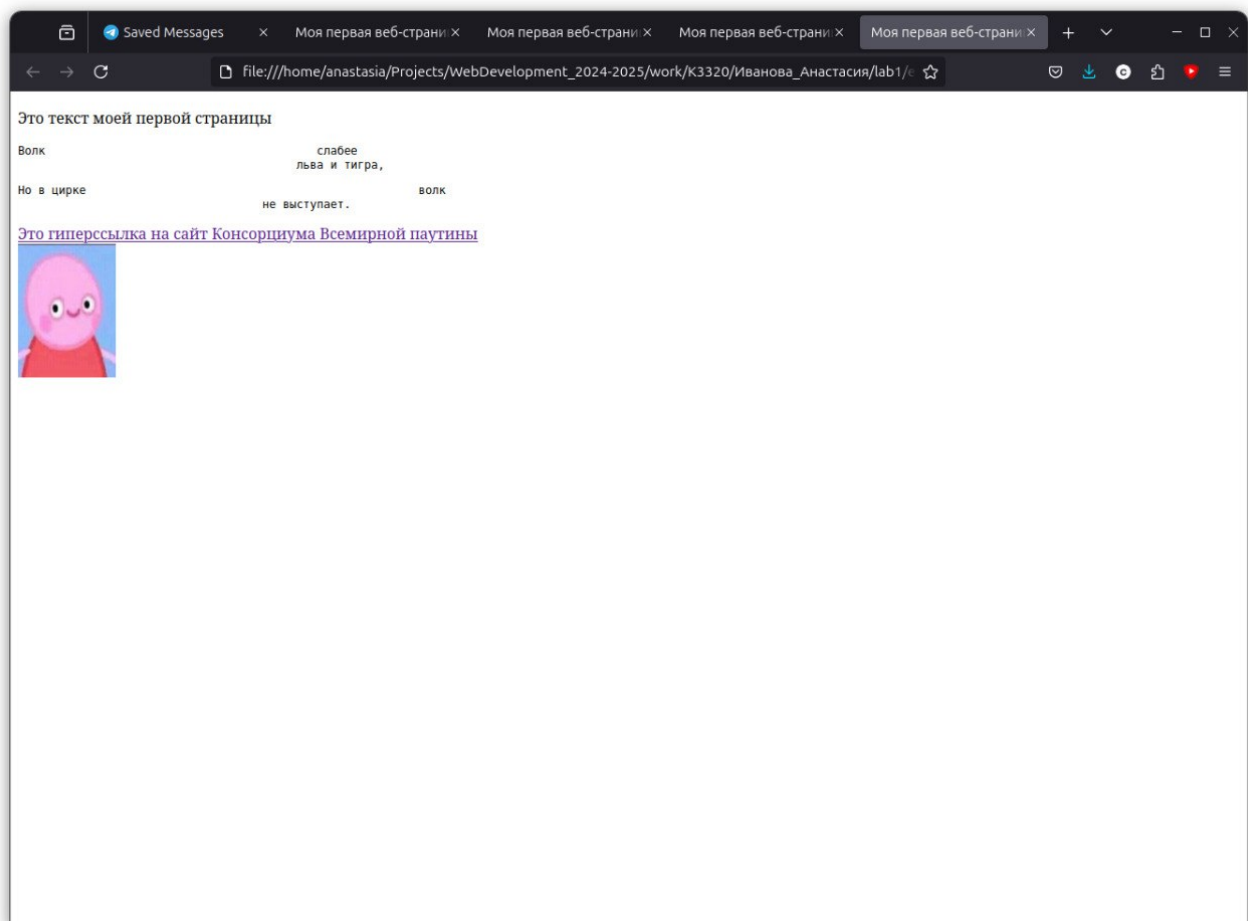 Saved Messages
Моя первая веб-страни
Моя первая веб-страни
Моя первая веб-страни
Моя первая веб-страни
file:///home/anastasia/Projects/WebDevelopment_2024-2025/work/K3320/Иванова_Анастасия/lab1/
Это текст моей первой страницы
Волк слабее
льва и тигра,
Но в цирке волк
не выступает.
Это гиперссылка на сайт Консорциума Всемирной паутины